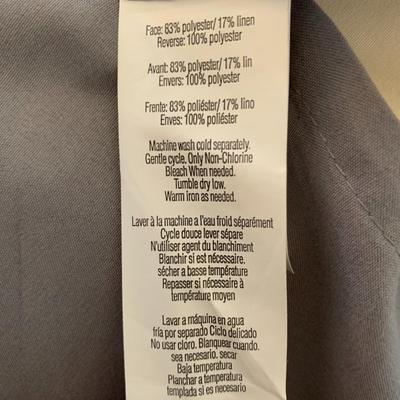 Face: 83% polyester/ 17% linen
Reverse: 100% polyester
Avant: 83% polyester/ 17% lin
Envers: 100% polyester
Frente: 83% poliéster/ 17% lino
Enves: 100% poliéster
Machine wash cold separately.
Gentle cycle. Only Non-Chlorine
Bleach When needed.
Tumble dry low.
Warm iron as needed.
Laver à la machine a l'eau froid séparément
Cycle douce lever sépare
N'utiliser agent du blanchiment
Blanchir si est nécessaire.
sécher a basse température
Repasser si nécessaire à
température moyen
Lavar a máquina en agua
fría por separado Ciclo delicado
No usar cloro. Blanquear cuando.
sea necesario. secar
Baja temperatura
Planchar a temperatura
templada si es necesario